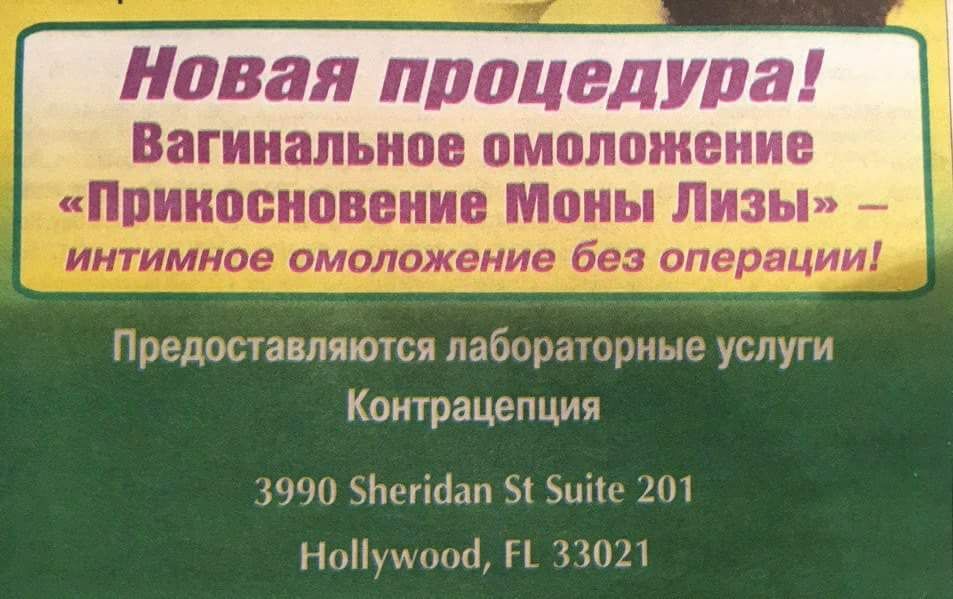 Новая процедура!
Вагинальное омоложение
«Прикосновение Моны Лизы» –
интимное омоложение без операции!
Предоставляются лабораторные услуги
Контрацепция
3990 Sheridan St Suite 201
Hollywood, FL 33021